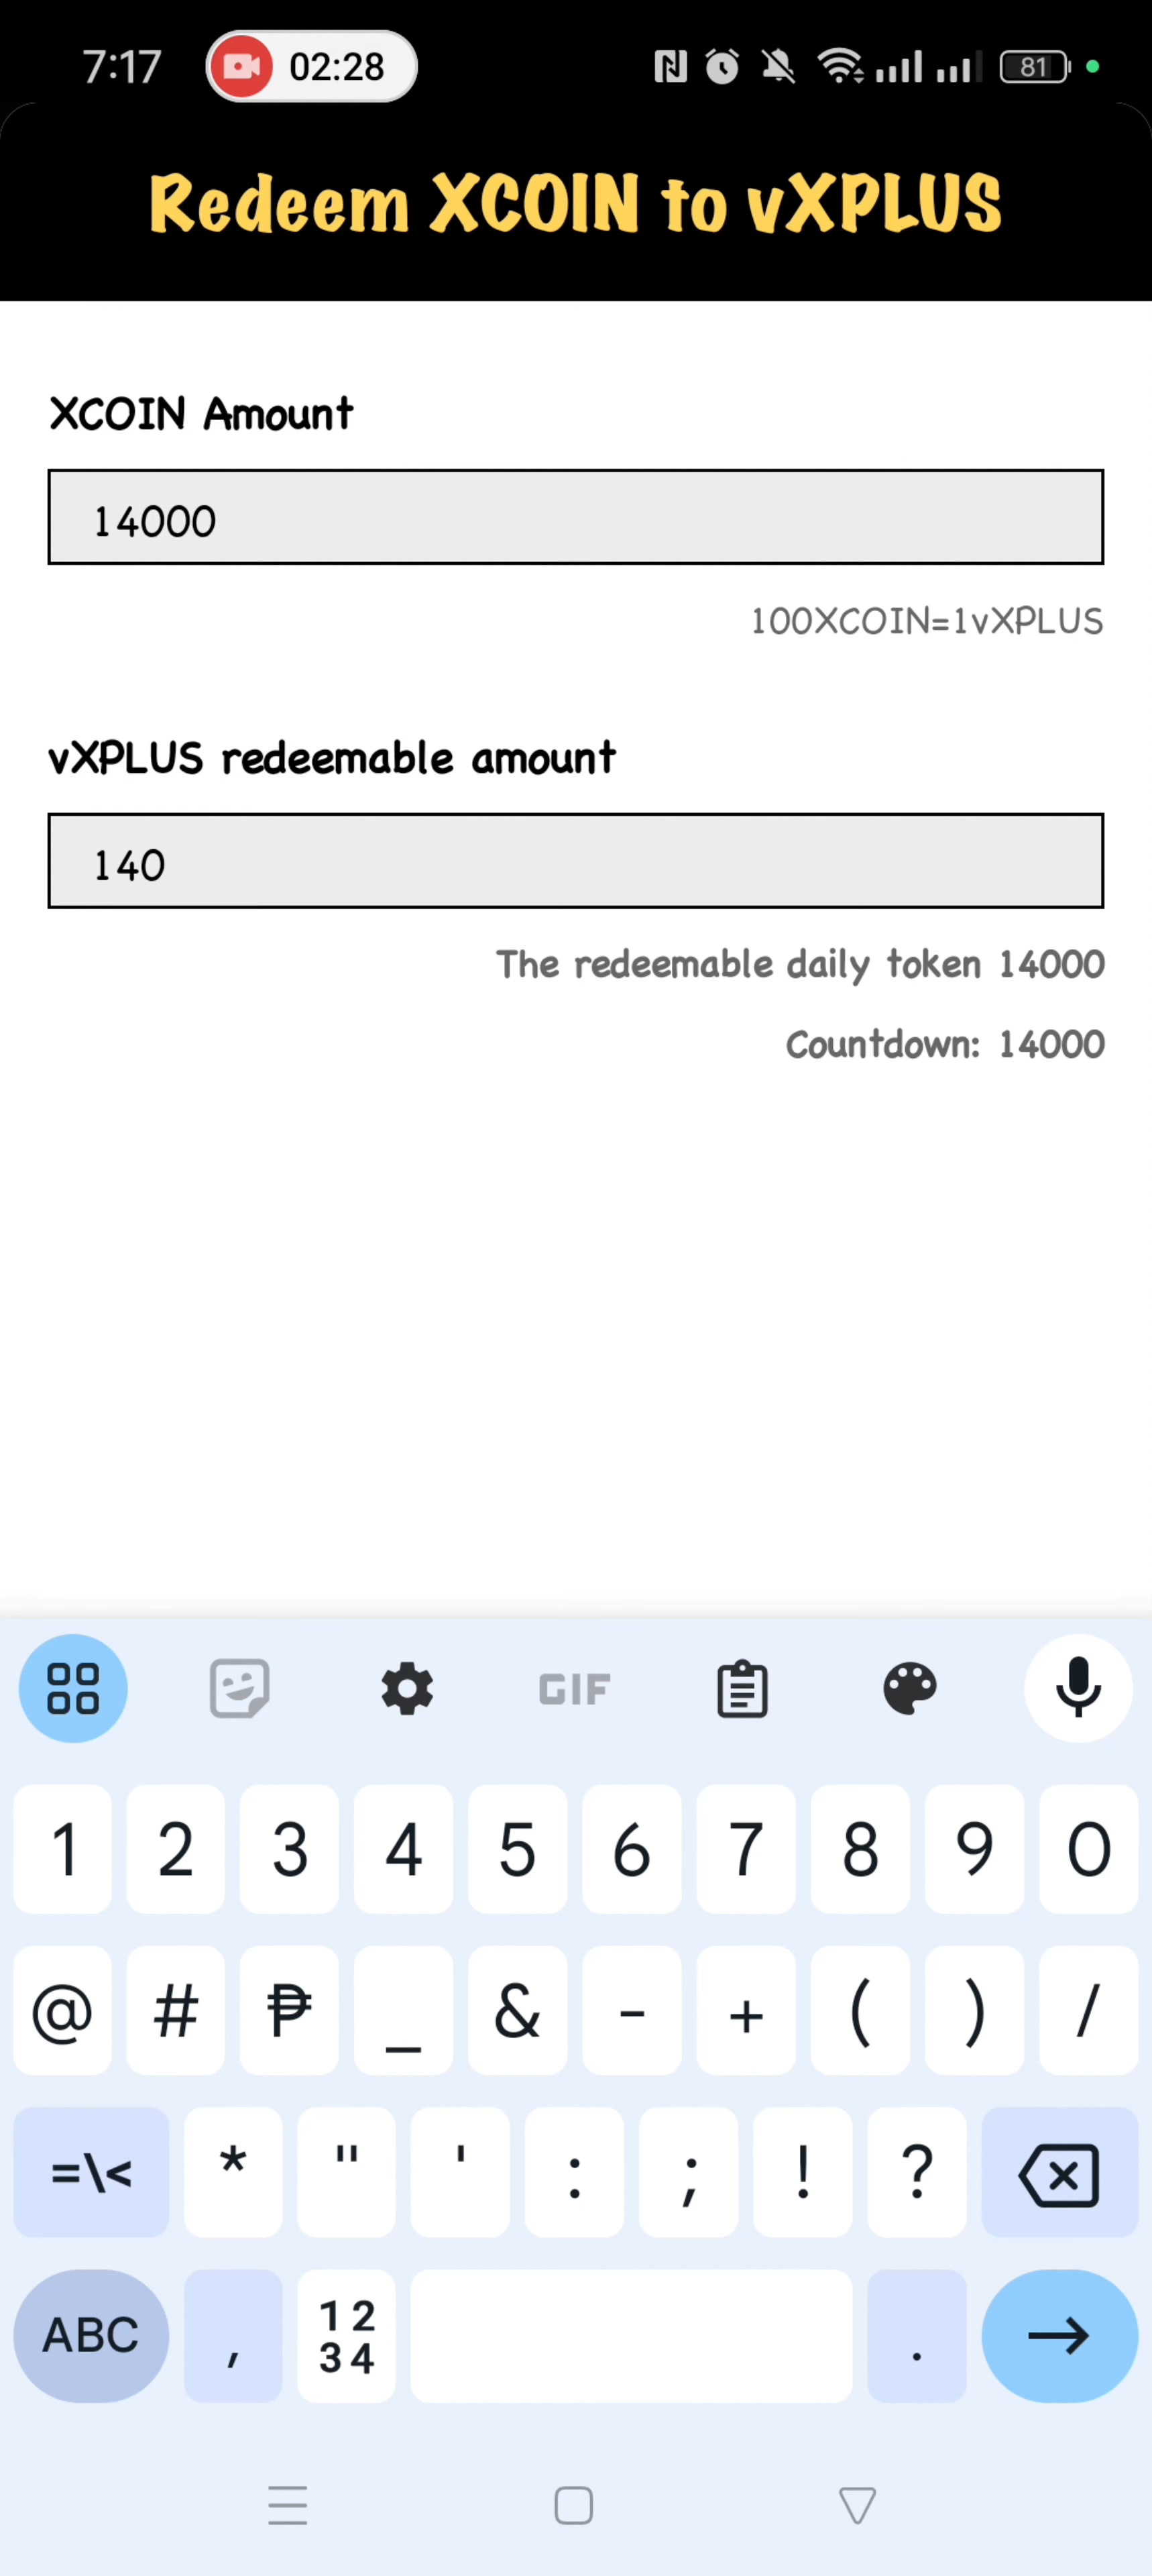 7:17 02:28 81
Redeem XCOIN to vXPLUS
XCOIN Amount
14000
100XCOIN=1vXPLUS
vXPLUS redeemable amount
140
The redeemable daily token 14000
Countdown: 14000
GIF
1 2 3 4 5 6 7 8 9 0
@ # ₱ _ & - + ( ) /
=\< * " ' : ; ! ?
ABC , 12 .
34